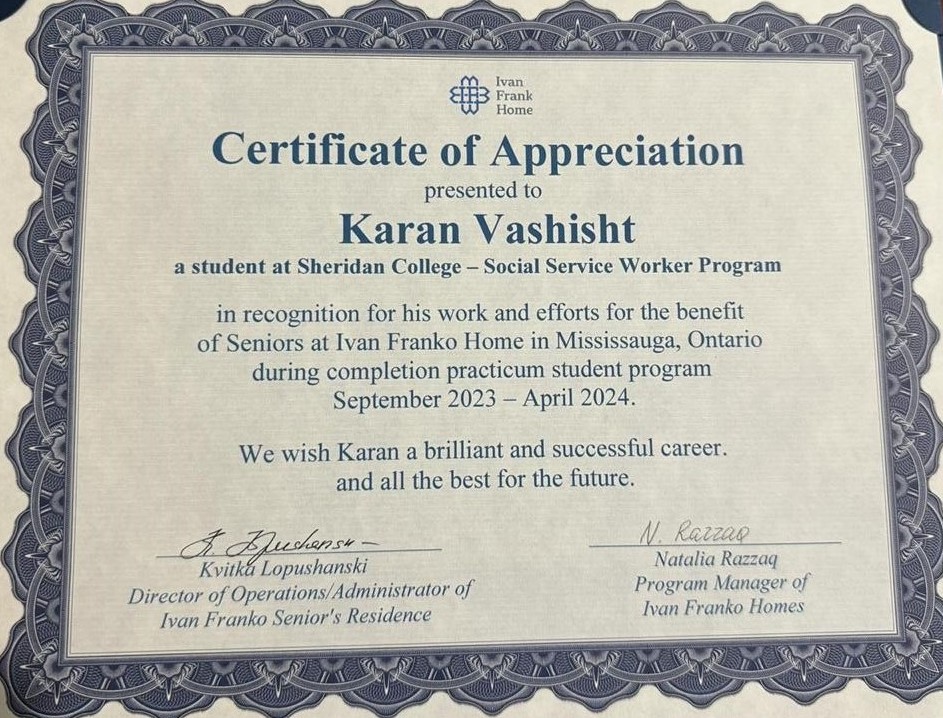 Ivan
Frank
Home
Certificate of Appreciation
presented to
Karan Vashisht
a student at Sheridan College – Social Service Worker Program
in recognition for his work and efforts for the benefit
of Seniors at Ivan Franko Home in Mississauga, Ontario
during completion practicum student program
September 2023 – April 2024.
We wish Karan a brilliant and successful career.
and all the best for the future.
Kvitka Lopushanski
Director of Operations/Administrator of
Ivan Franko Senior's Residence
N. Razzaq
Natalia Razzaq
Program Manager of
Ivan Franko Homes